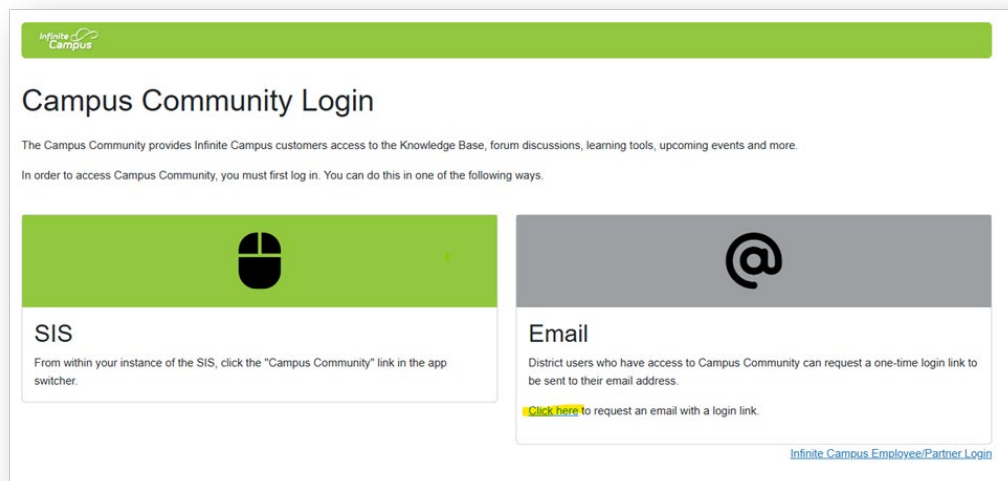 Infinite
Campus
Campus Community Login
The Campus Community provides Infinite Campus customers access to the Knowledge Base, forum discussions, learning tools, upcoming events and more.
In order to access Campus Community, you must first log in. You can do this in one of the following ways.
SIS
From within your instance of the SIS, click the "Campus Community" link in the app
switcher.
@
Email
District users who have access to Campus Community can request a one-time login link to
be sent to their email address.
Click here to request an email with a login link.
Infinite Campus Employee/Partner Login